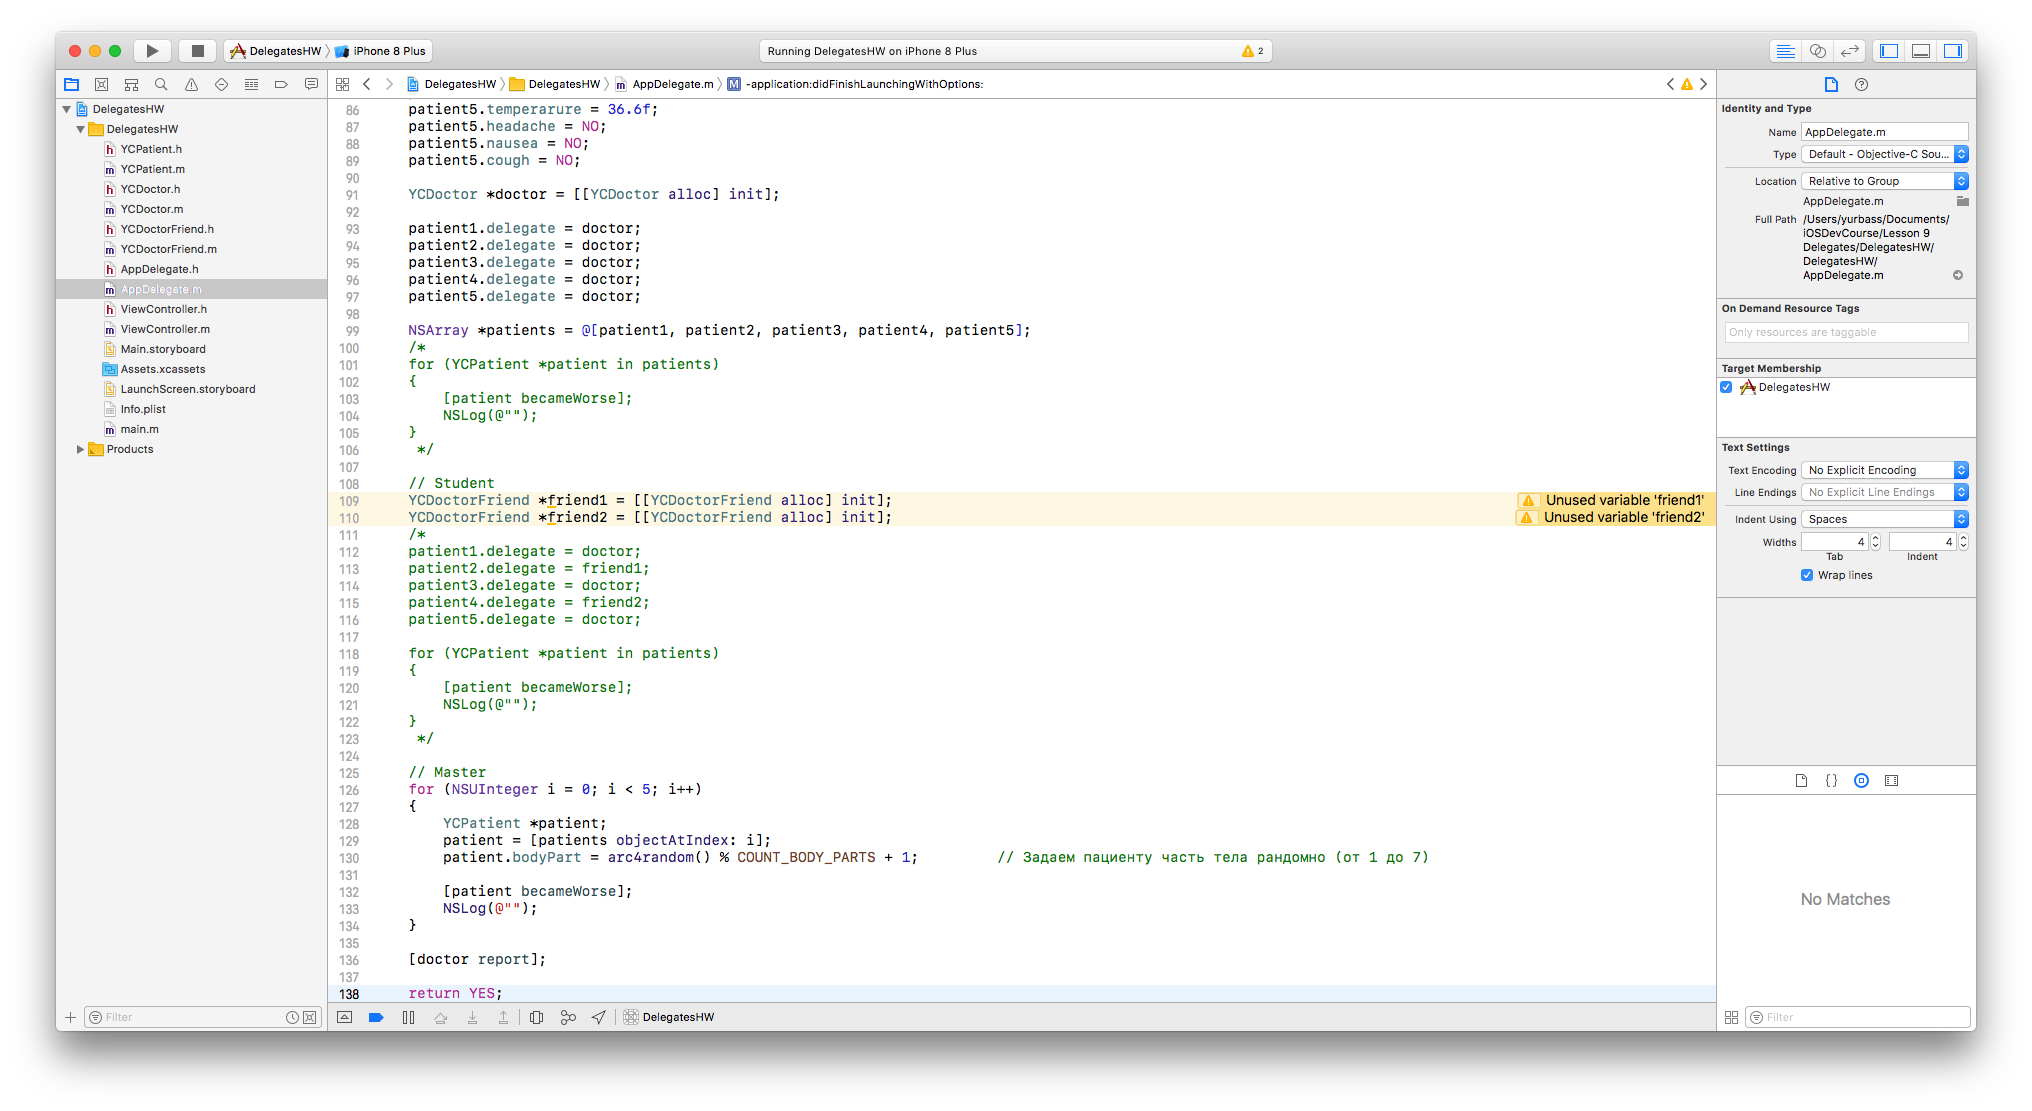 DelegatesHW
iPhone 8 Plus
Running DelegatesHW on iPhone 8 Plus
2
DelegatesHW
DelegatesHW
AppDelegate.m
M
-application:didFinishLaunchingWithOptions:
DelegatesHW
DelegatesHW
h YCPatient.h
m YCPatient.m
h YCDoctor.h
m YCDoctor.m
h YCDoctorFriend.h
m YCDoctorFriend.m
h AppDelegate.h
m AppDelegate.m
h ViewController.h
m ViewController.m
Main.storyboard
Assets.xcassets
LaunchScreen.storyboard
Info.plist
m main.m
Products
Filter
86 patient5.temperarure = 36.6f;
87 patient5.headache = NO;
88 patient5.nausea = NO;
89 patient5.cough = NO;
90
91 YCDoctor *doctor = [[YCDoctor alloc] init];
92
93 patient1.delegate = doctor;
94 patient2.delegate = doctor;
95 patient3.delegate = doctor;
96 patient4.delegate = doctor;
97 patient5.delegate = doctor;
98
99 NSArray *patients = @[patient1, patient2, patient3, patient4, patient5];
100 /*
101 for (YCPatient *patient in patients)
102 {
103 [patient becameWorse];
104 NSLog(@"");
105 }
106 */
107
108 // Student
109 YCDoctorFriend *friend1 = [[YCDoctorFriend alloc] init]; Unused variable 'friend1'
110 YCDoctorFriend *friend2 = [[YCDoctorFriend alloc] init]; Unused variable 'friend2'
111 /*
112 patient1.delegate = doctor;
113 patient2.delegate = friend1;
114 patient3.delegate = doctor;
115 patient4.delegate = friend2;
116 patient5.delegate = doctor;
117
118 for (YCPatient *patient in patients)
119 {
120 [patient becameWorse];
121 NSLog(@"");
122 }
123 */
124
125 // Master
126 for (NSUInteger i = 0; i < 5; i++)
127 {
128 YCPatient *patient;
129 patient = [patients objectAtIndex: i];
130 patient.bodyPart = arc4random() % COUNT_BODY_PARTS + 1; // Задаем пациенту часть тела рандомно (от 1 до 7)
131
132 [patient becameWorse];
133 NSLog(@"");
134 }
135
136 [doctor report];
137
138 return YES;
DelegatesHW
Identity and Type
Name AppDelegate.m
Type Default - Objective-C Sou...
Location Relative to Group
AppDelegate.m
Full Path /Users/yurbass/Documents/
iOSDevCourse/Lesson 9
Delegates/DelegatesHW/
DelegatesHW/
AppDelegate.m
On Demand Resource Tags
Only resources are taggable
Target Membership
DelegatesHW
Text Settings
Text Encoding No Explicit Encoding
Line Endings No Explicit Line Endings
Indent Using Spaces
Widths 4 4
Tab Indent
Wrap lines
{}
No Matches
Filter